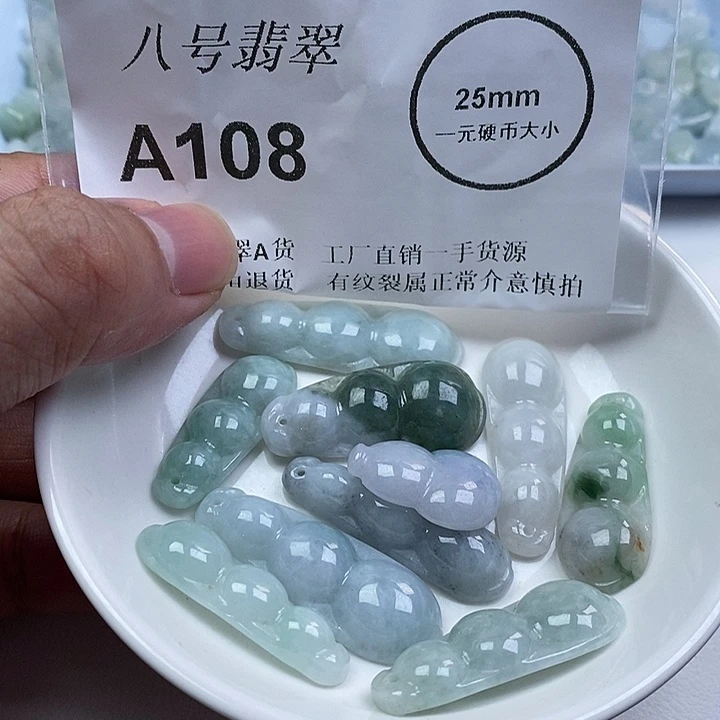 八号翡翠
A108
25mm
一元硬币大小
翠A货 工厂直销一手货源
退货 有纹裂属正常介意慎拍